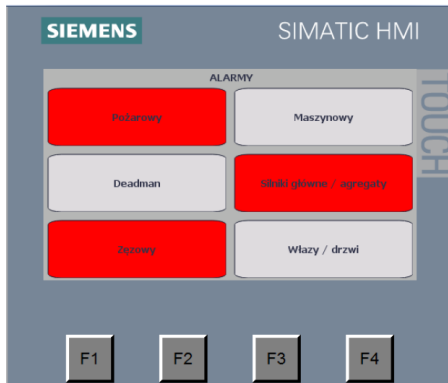 SIEMENS
SIMATIC HMI
TOUCH
ALARMY
Pożarowy
Maszynowy
Deadman
Silniki główne / agregaty
Zęzowy
Włazy / drzwi
F1
F2
F3
F4